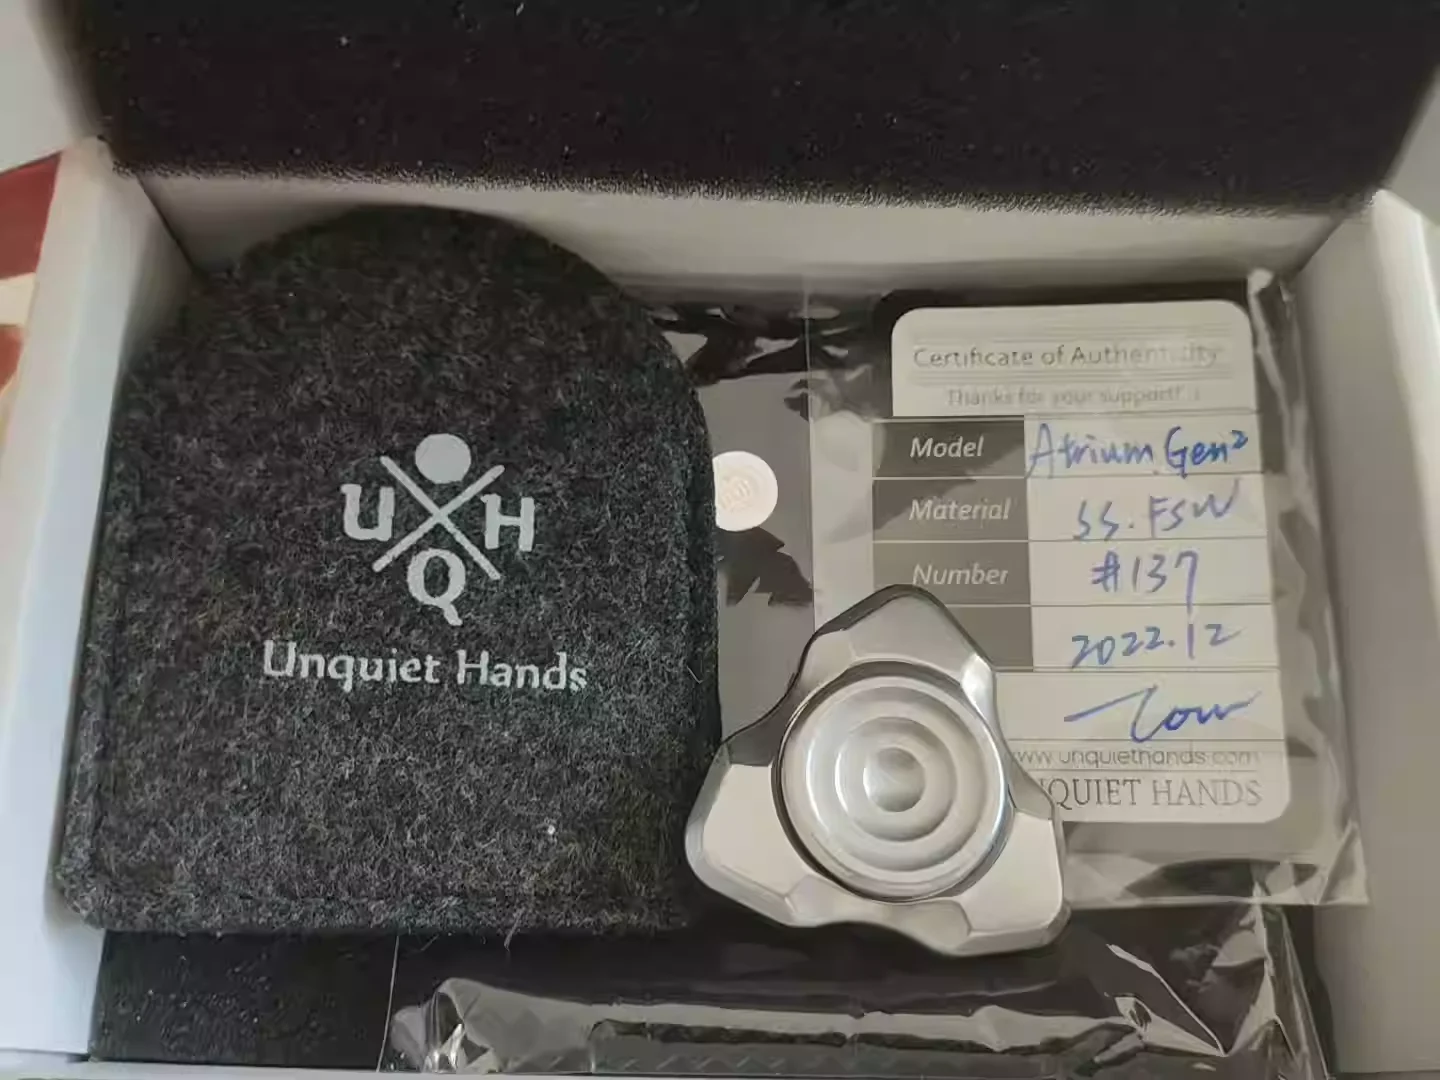 U H
Q
Unquiet Hands
Certificate of Authenticity
Thanks for your support! :)
Model Atrium Gen²
Material SS. FSW
Number #137
2022.12
www unquiethands.com
NQUIET HANDS